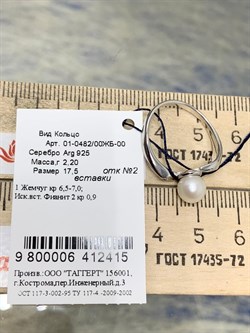 Вид Кольцо
Арт. 01-0482/00ЖБ-00
Серебро Arg 925
Масса,г 2,20
Размер 17,5 отк №2
вставки
1 Жемчуг кр 6,5-7,0;
Иск.вст. Фианит 2 кр 0,9
9 800006 412415
Произв.:ООО "ТАГГЕРТ" 156001,
г.Кострома,пер.Инженерный,д.3
ОСТ 117-3-002-95 ТУ 117-4 -2009-2002
ГОСТ 17435-72
ГОСТ 17435-72